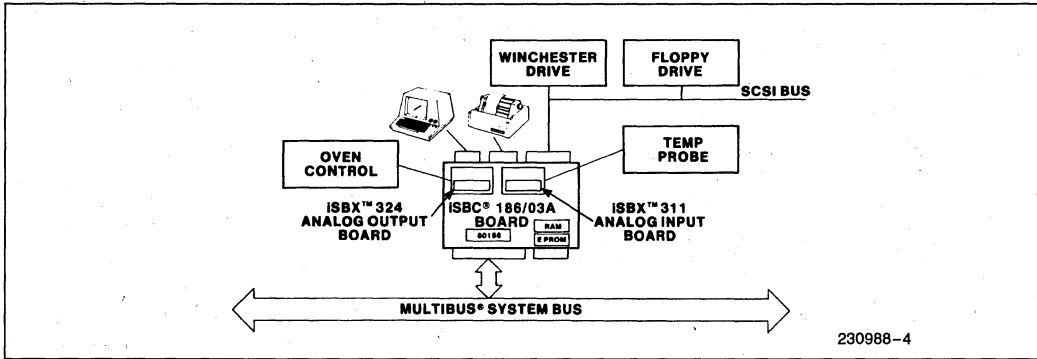 WINCHESTER
DRIVE
FLOPPY
DRIVE
SCSI BUS
OVEN
CONTROL
TEMP
PROBE
iSBX™ 324
ANALOG OUTPUT
BOARD
iSBC® 186/03A
BOARD
80186
RAM
EPROM
iSBX™ 311
ANALOG INPUT
BOARD
MULTIBUS® SYSTEM BUS
230988-4